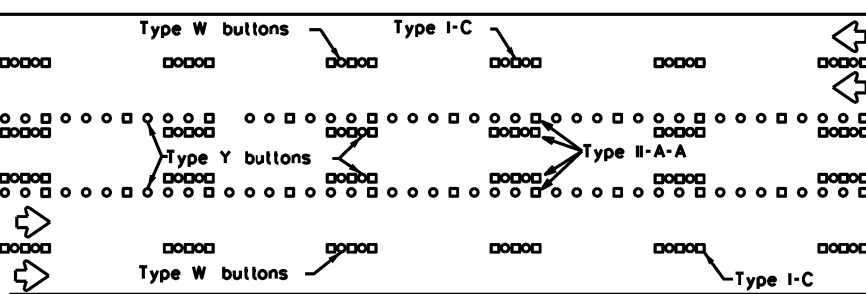 Type W buttons
Type I-C
Type Y buttons
Type II-A-A
Type W buttons
Type I-C